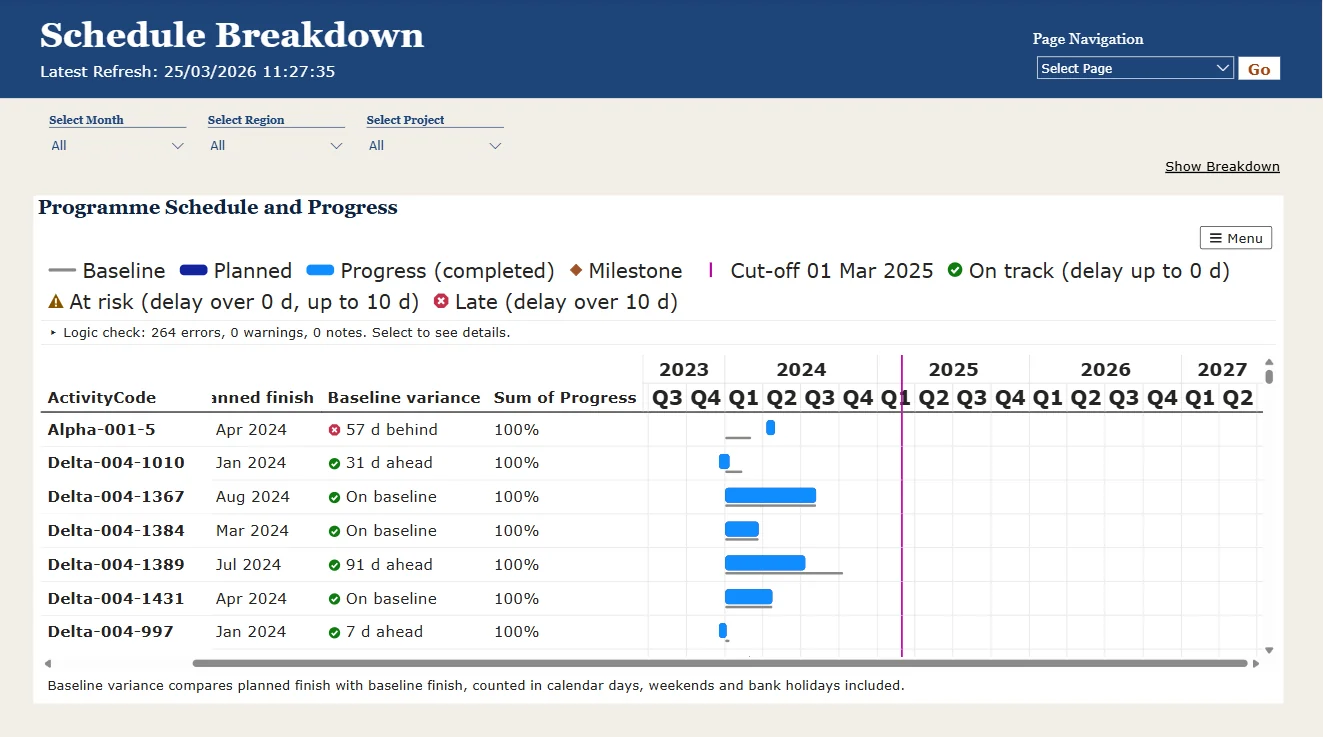 Schedule Breakdown
Latest Refresh: 25/03/2026 11:27:35
Page Navigation
Select Page
Go
Select Month
Select Region
Select Project
All
All
All
Show Breakdown
Programme Schedule and Progress
Menu
Baseline Planned Progress (completed) Milestone Cut-off 01 Mar 2025 On track (delay up to 0 d)
At risk (delay over 0 d, up to 10 d) Late (delay over 10 d)
Logic check: 264 errors, 0 warnings, 0 notes. Select to see details.
2023 2024 2025 2026 2027
ActivityCode anned finish Baseline variance Sum of Progress Q3 Q4 Q1 Q2 Q3 Q4 Q1 Q2 Q3 Q4 Q1 Q2 Q3 Q4 Q1 Q2
Alpha-001-5 Apr 2024 57 d behind 100%
Delta-004-1010 Jan 2024 31 d ahead 100%
Delta-004-1367 Aug 2024 On baseline 100%
Delta-004-1384 Mar 2024 On baseline 100%
Delta-004-1389 Jul 2024 91 d ahead 100%
Delta-004-1431 Apr 2024 On baseline 100%
Delta-004-997 Jan 2024 7 d ahead 100%
Baseline variance compares planned finish with baseline finish, counted in calendar days, weekends and bank holidays included.